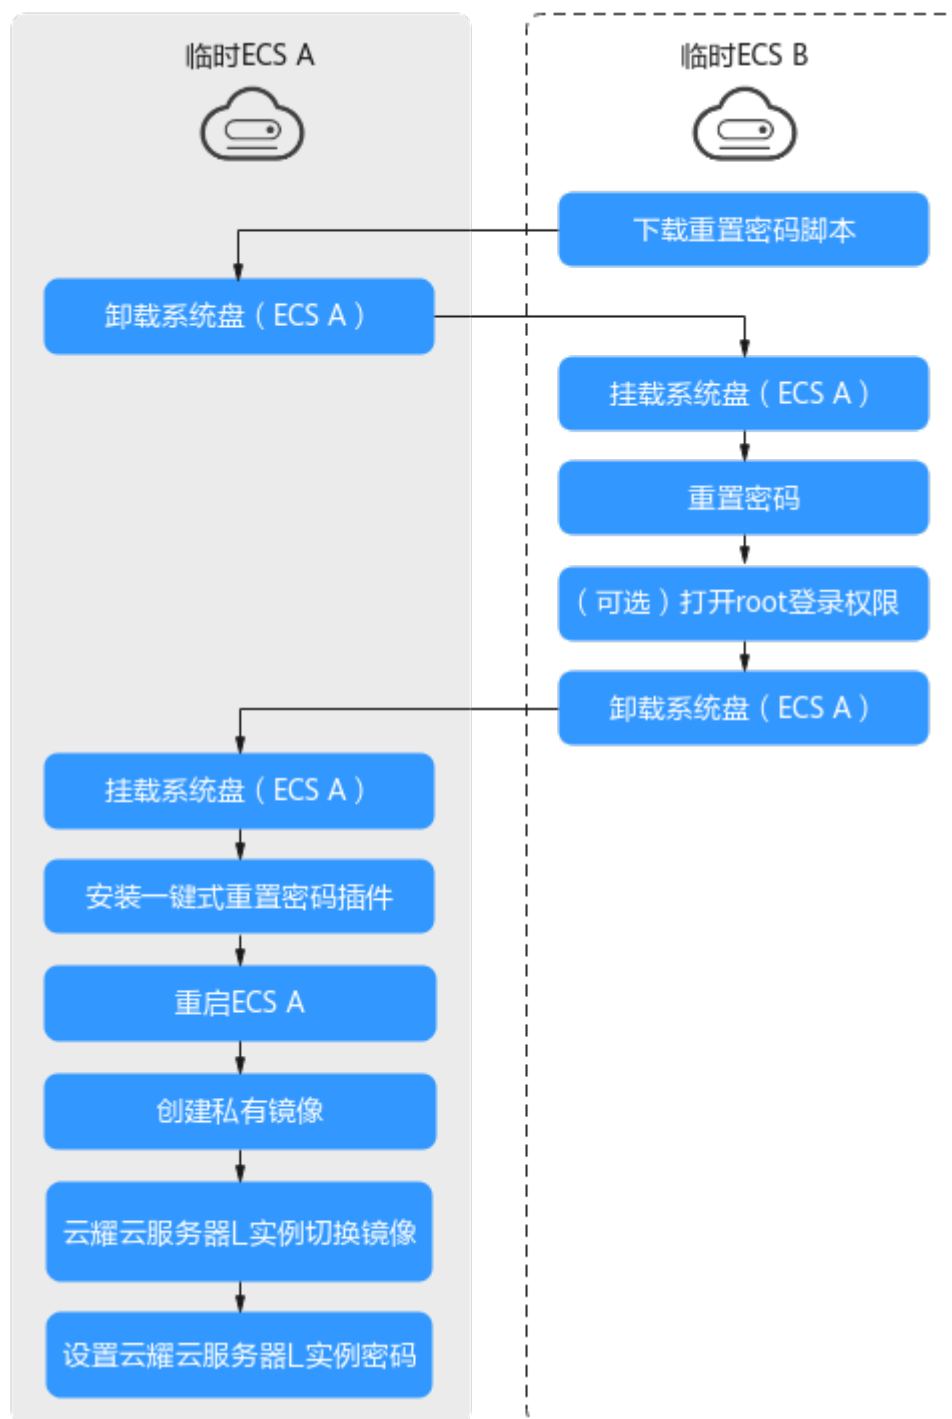 临时ECS A
临时ECS B
下载重置密码脚本
卸载系统盘（ECS A）
挂载系统盘（ECS A）
重置密码
（可选）打开root登录权限
卸载系统盘（ECS A）
挂载系统盘（ECS A）
安装一键式重置密码插件
重启ECS A
创建私有镜像
云耀云服务器L实例切换镜像
设置云耀云服务器L实例密码